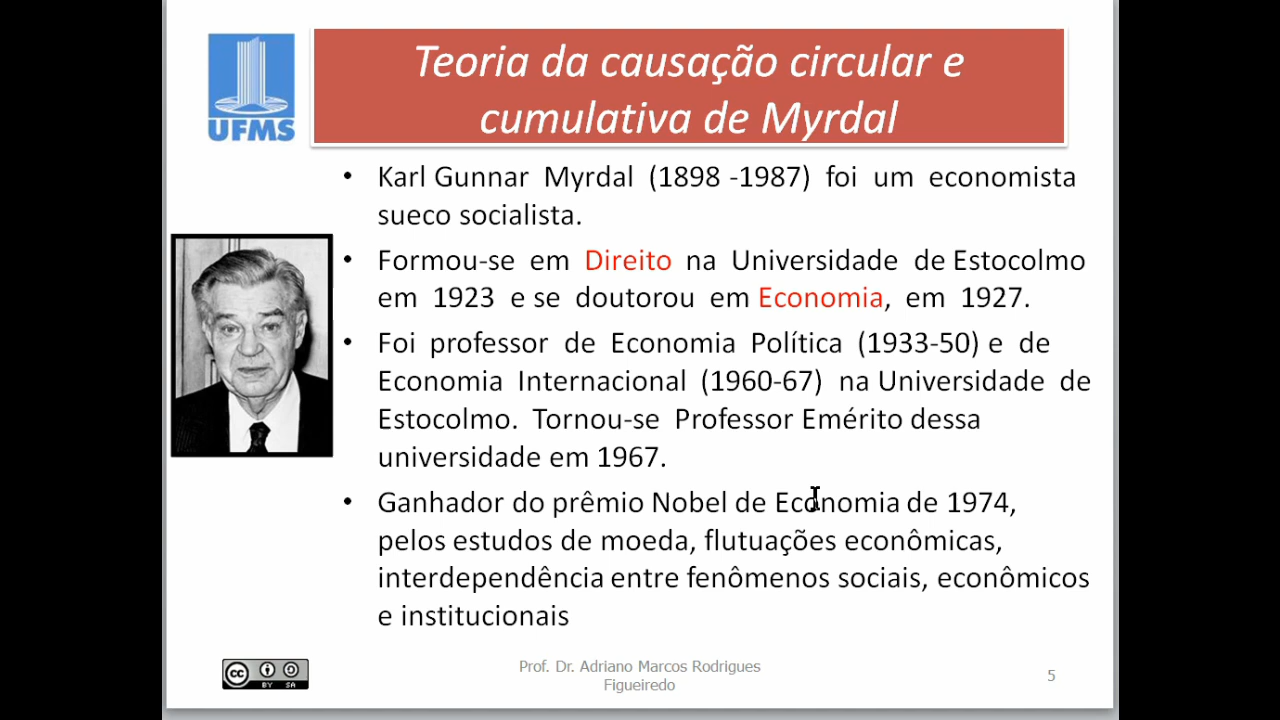 Teoria da causação circular e
cumulativa de Myrdal
UFMS
• Karl Gunnar Myrdal (1898 -1987) foi um economista
sueco socialista.
• Formou-se em Direito na Universidade de Estocolmo
em 1923 e se doutorou em Economia, em 1927.
• Foi professor de Economia Política (1933-50) e de
Economia Internacional (1960-67) na Universidade de
Estocolmo. Tornou-se Professor Emérito dessa
universidade em 1967.
• Ganhador do prêmio Nobel de Economia de 1974,
pelos estudos de moeda, flutuações econômicas,
interdependência entre fenômenos sociais, econômicos
e institucionais
cc BY SA
Prof. Dr. Adriano Marcos Rodrigues
Figueiredo
5